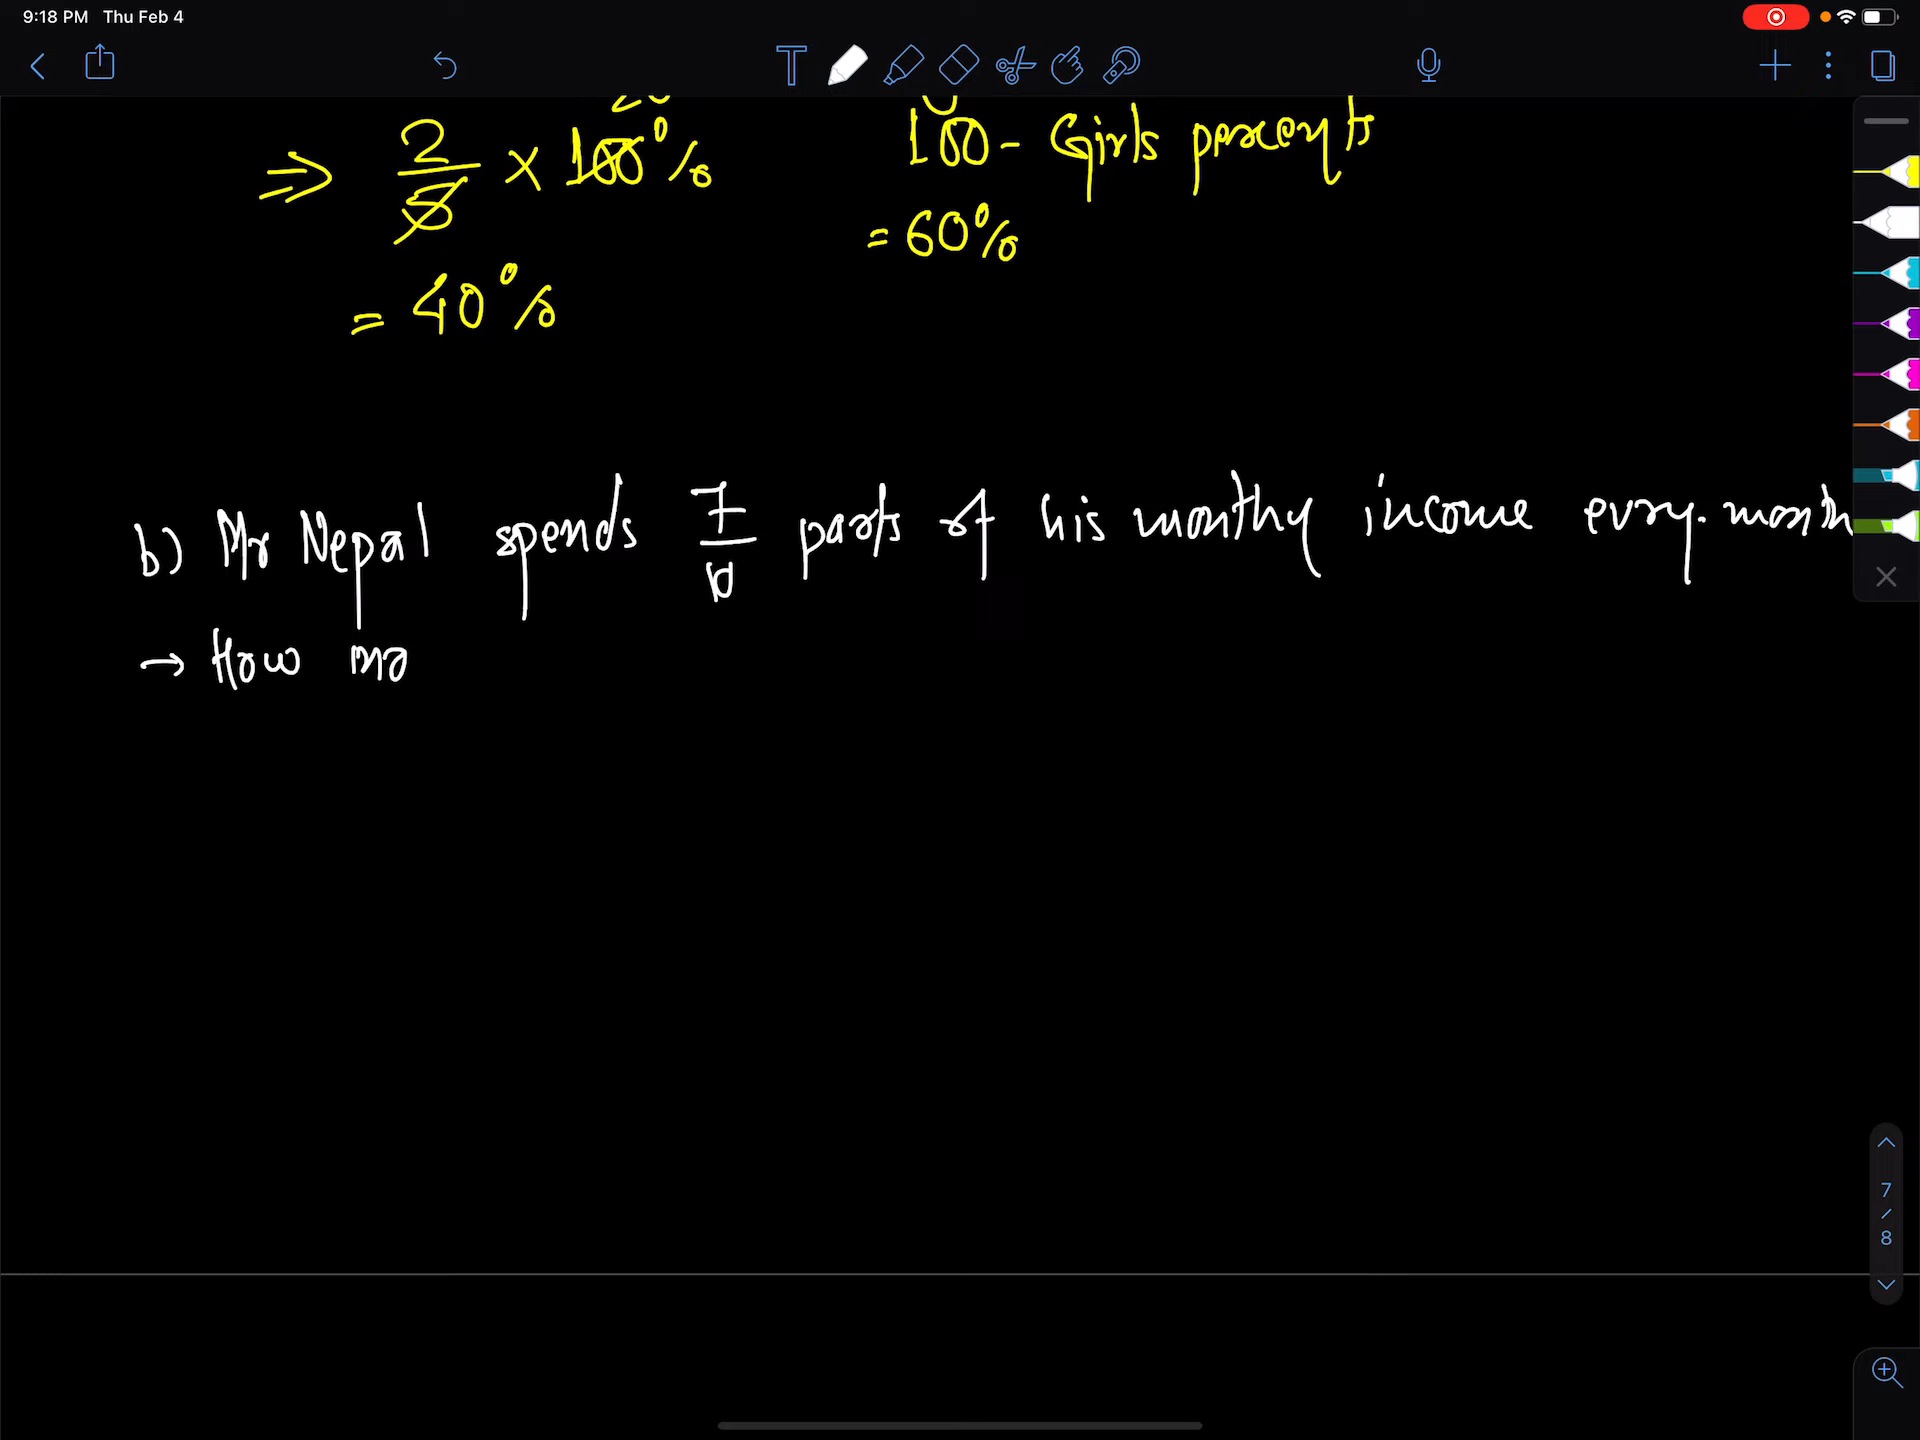 9:18 PM Thu Feb 4
⇒ 2/5 × 100% 100 - Girls percents
= 60%
= 40%
b) Mr Nepal spends 7/10 parts of his monthy income evry month
→ How ma
7
/
8